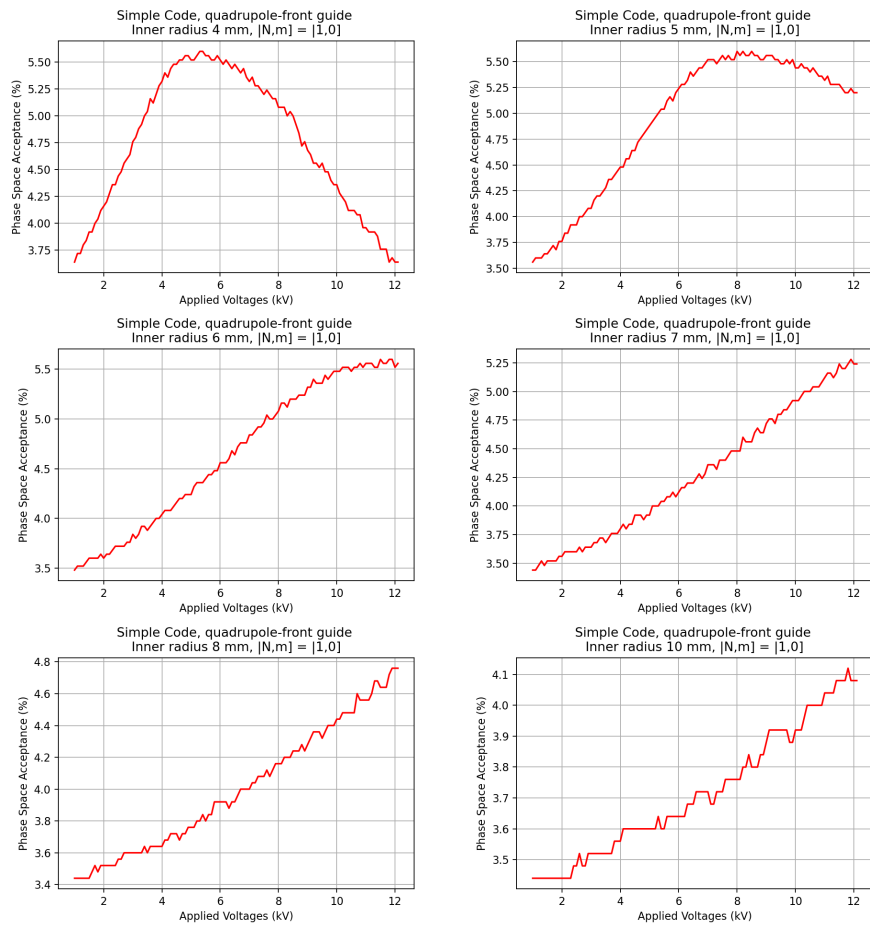 Simple Code, quadrupole-front guide
Inner radius 4 mm, |N,m] = |1,0]
Phase Space Acceptance (%)
5.50
5.25
5.00
4.75
4.50
4.25
4.00
3.75
2 4 6 8 10 12
Applied Voltages (kV)
Simple Code, quadrupole-front guide
Inner radius 5 mm, |N,m] = |1,0]
Phase Space Acceptance (%)
5.50
5.25
5.00
4.75
4.50
4.25
4.00
3.75
3.50
2 4 6 8 10 12
Applied Voltages (kV)
Simple Code, quadrupole-front guide
Inner radius 6 mm, |N,m] = |1,0]
Phase Space Acceptance (%)
5.5
5.0
4.5
4.0
3.5
2 4 6 8 10 12
Applied Voltages (kV)
Simple Code, quadrupole-front guide
Inner radius 7 mm, |N,m] = |1,0]
Phase Space Acceptance (%)
5.25
5.00
4.75
4.50
4.25
4.00
3.75
3.50
2 4 6 8 10 12
Applied Voltages (kV)
Simple Code, quadrupole-front guide
Inner radius 8 mm, |N,m] = |1,0]
Phase Space Acceptance (%)
4.8
4.6
4.4
4.2
4.0
3.8
3.6
3.4
2 4 6 8 10 12
Applied Voltages (kV)
Simple Code, quadrupole-front guide
Inner radius 10 mm, |N,m] = |1,0]
Phase Space Acceptance (%)
4.1
4.0
3.9
3.8
3.7
3.6
3.5
2 4 6 8 10 12
Applied Voltages (kV)